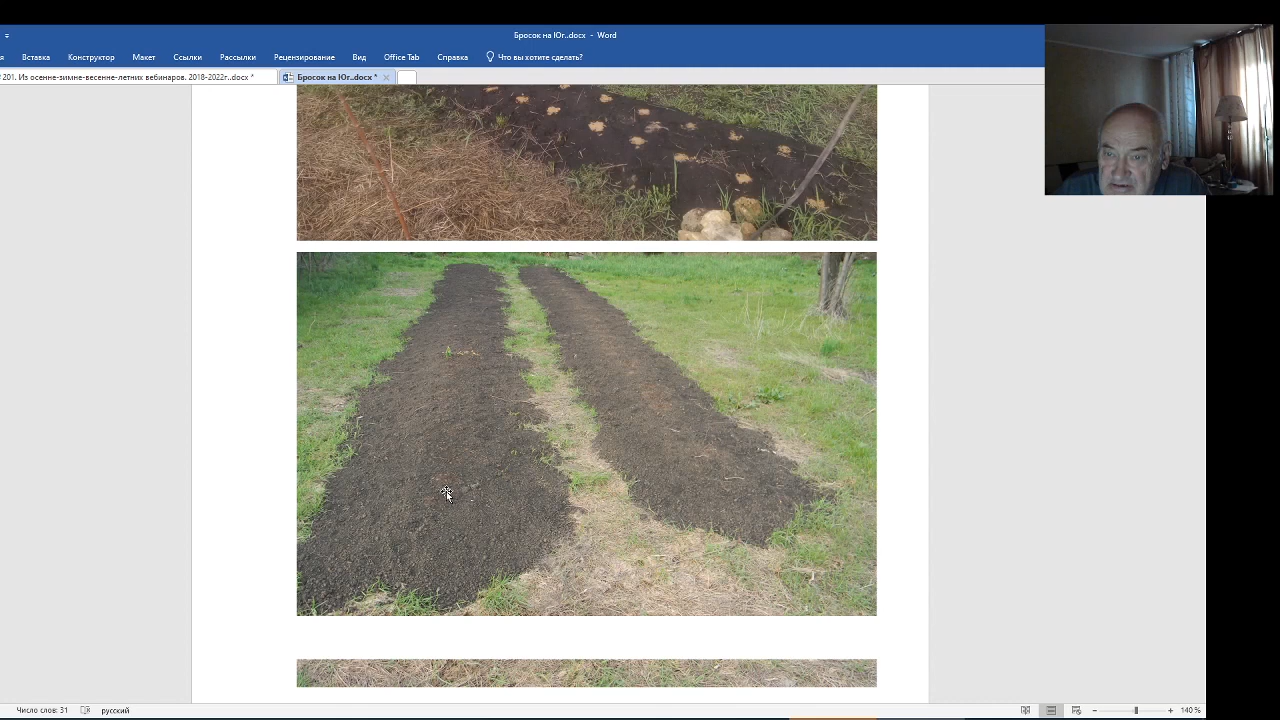 Бросок на Юг..docx - Word
Вставка Конструктор Макет Ссылки Рассылки Рецензирование Вид Office Tab Справка Что вы хотите сделать?
201. Из осенне-зимне-весенне-летних вебинаров. 2018-2022г..docx * Бросок на Юг..docx *
Число слов: 31 русский 140 %